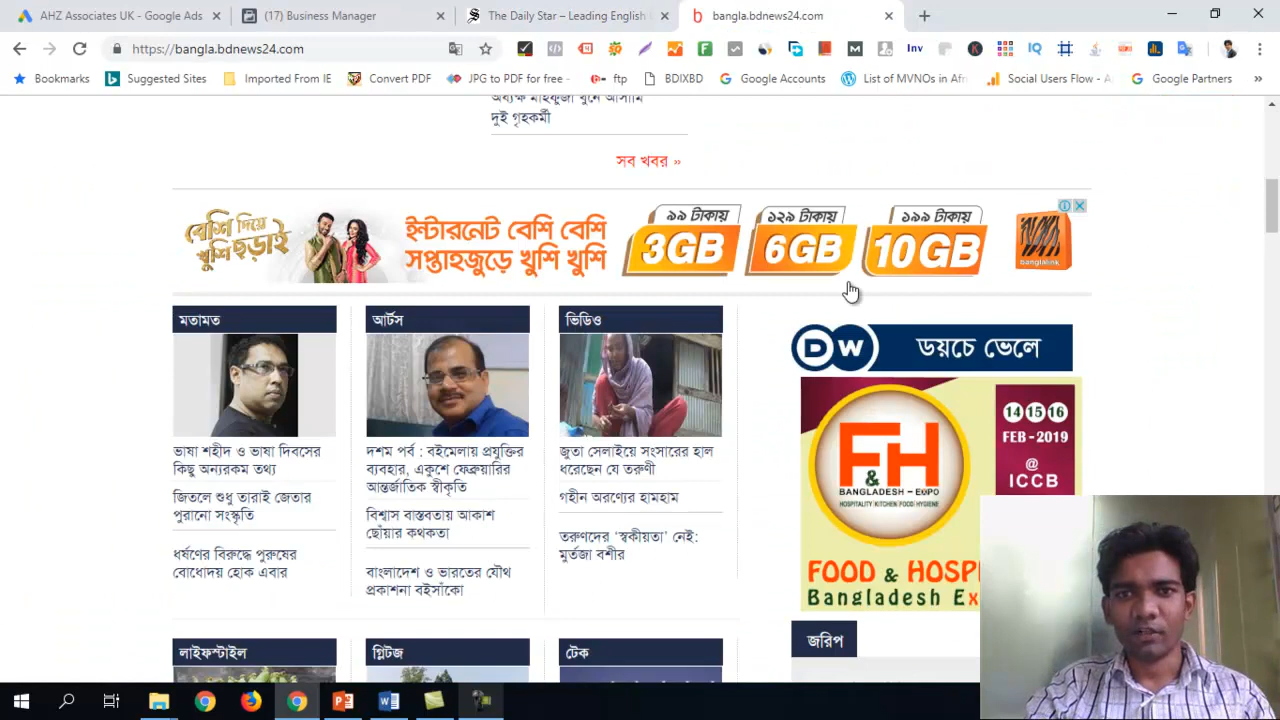 AHZ Associates UK - Google Ads
(17) Business Manager
The Daily Star – Leading English
bangla.bdnews24.com
https://bangla.bdnews24.com
Inv
Bookmarks
Suggested Sites
Imported From IE
Convert PDF
JPG to PDF for free -
ftp
BDIXBD
Google Accounts
List of MVNOs in Afr
Social Users Flow - A
Google Partners
অধ্যক্ষ মাহফুজা খুনে আসামি
দুই গৃহকর্মী
সব খবর »
বেশি দিয়ে
খুশি ছড়াই
ইন্টারনেট বেশি বেশি
সপ্তাহজুড়ে খুশি খুশি
৯৯ টাকায়
3GB
১২৯ টাকায়
6GB
১৯৯ টাকায়
10GB
banglalink
মতামত
আর্টস
ভিডিও
DW ডয়চে ভেলে
ভাষা শহীদ ও ভাষা দিবসের
কিছু অন্যরকম তথ্য
জিতলে শুধু তারাই জেতার
পুরানো সংস্কৃতি
ধর্ষণের বিরুদ্ধে পুরুষের
বোধোদয় হোক এবার
দশম পর্ব : বইমেলায় প্রযুক্তির
ব্যবহার, একুশে ফেব্রুয়ারির
আন্তর্জাতিক স্বীকৃতি
বিশ্বাস বাস্তবতায় আকাশ
ছোঁয়ার কথকতা
বাংলাদেশ ও ভারতের যৌথ
প্রকাশনা বইসাঁকো
জুতা সেলাইয়ে সংসারের হাল
ধরেছেন যে তরুণী
গহীন অরণ্যের হামহাম
তরুণদের ‘স্বকীয়তা’ নেই:
মুর্তজা বশীর
F&H
BANGLADESH – EXPO
HOSPITALITY|KITCHEN|FOOD|HYGIENE
14 15 16
FEB - 2019
@
ICCB
FOOD & HOSP
Bangladesh Ex
জরিপ
লাইফস্টাইল
গ্লিটজ
টেক